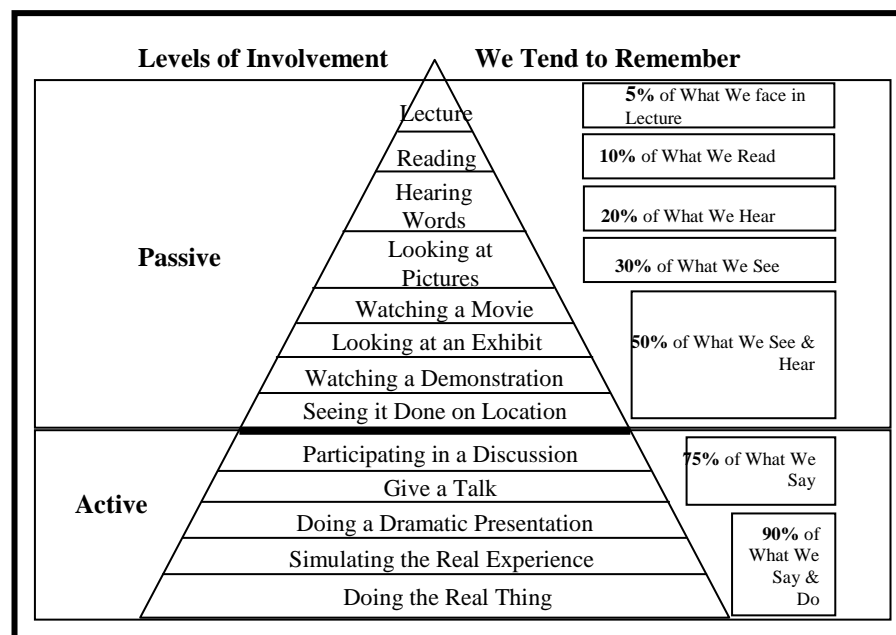 Levels of Involvement
We Tend to Remember
Lecture
5% of What We face in
Lecture
Reading
10% of What We Read
Hearing
Words
20% of What We Hear
Passive
Looking at
Pictures
30% of What We See
Watching a Movie
Looking at an Exhibit
Watching a Demonstration
Seeing it Done on Location
50% of What We See &
Hear
Active
Participating in a Discussion
Give a Talk
75% of What We
Say
Doing a Dramatic Presentation
Simulating the Real Experience
Doing the Real Thing
90% of
What We
Say &
Do